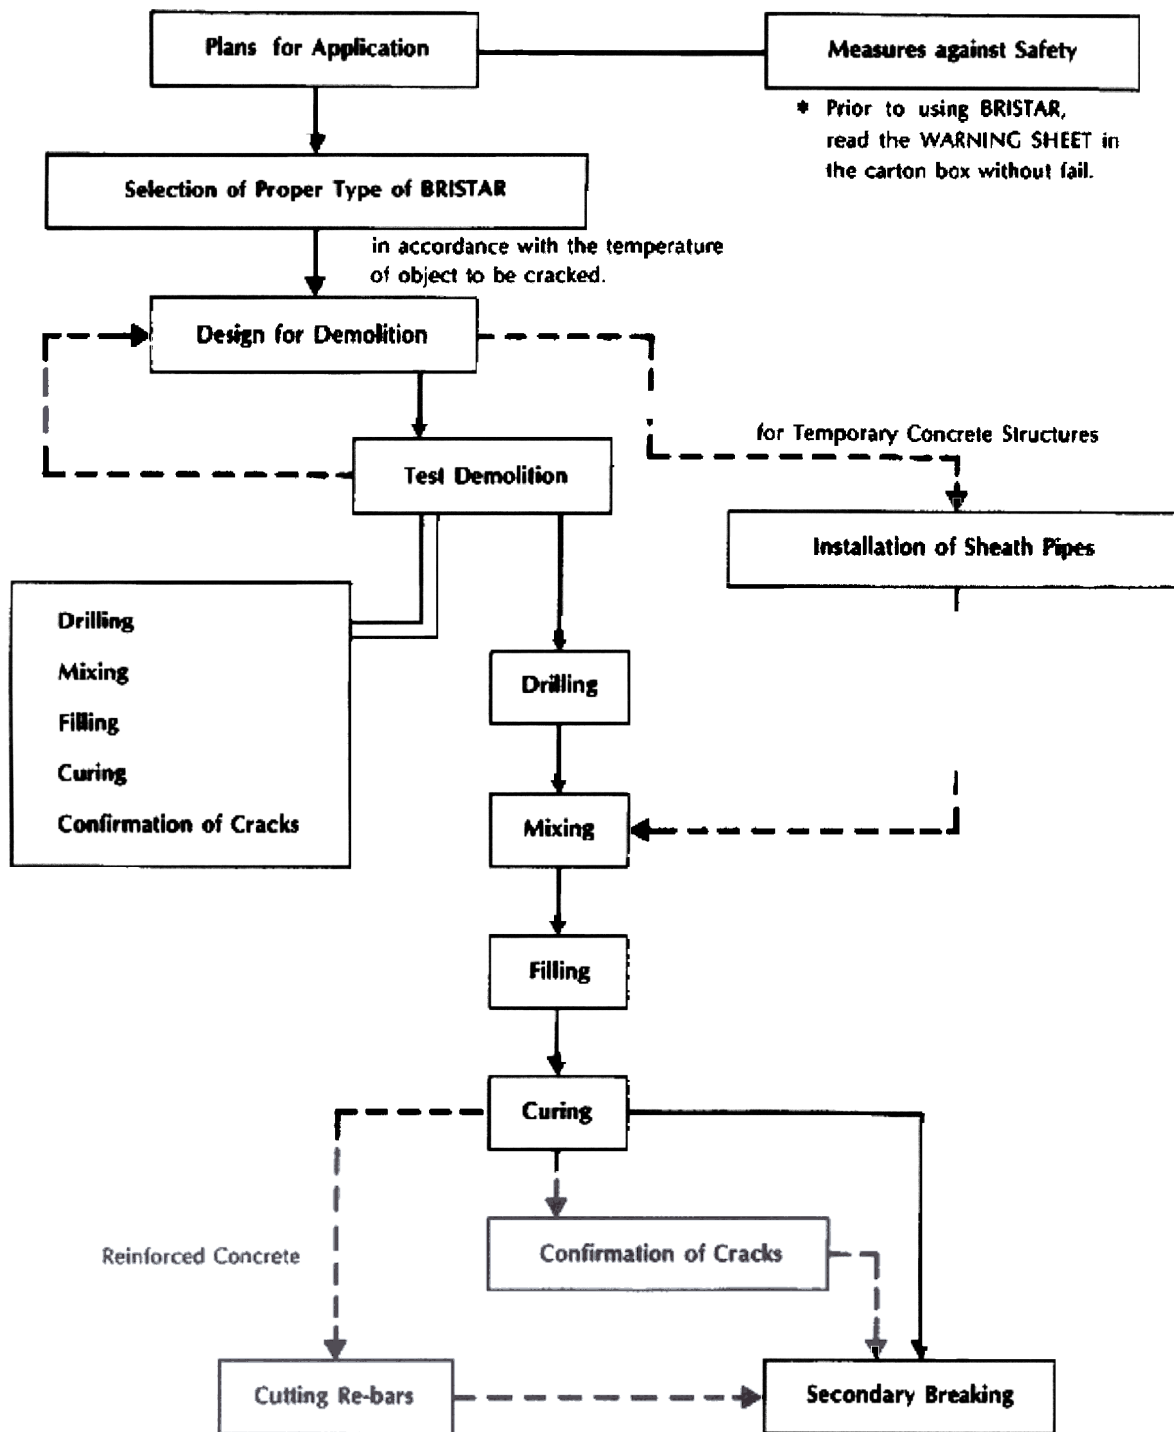 Plans for Application
Measures against Safety
* Prior to using BRISTAR,
read the WARNING SHEET in
the carton box without fail.
Selection of Proper Type of BRISTAR
in accordance with the temperature
of object to be cracked.
Design for Demolition
for Temporary Concrete Structures
Test Demolition
Installation of Sheath Pipes
Drilling
Mixing
Filling
Curing
Confirmation of Cracks
Drilling
Mixing
Filling
Curing
Reinforced Concrete
Confirmation of Cracks
Cutting Re-bars
Secondary Breaking